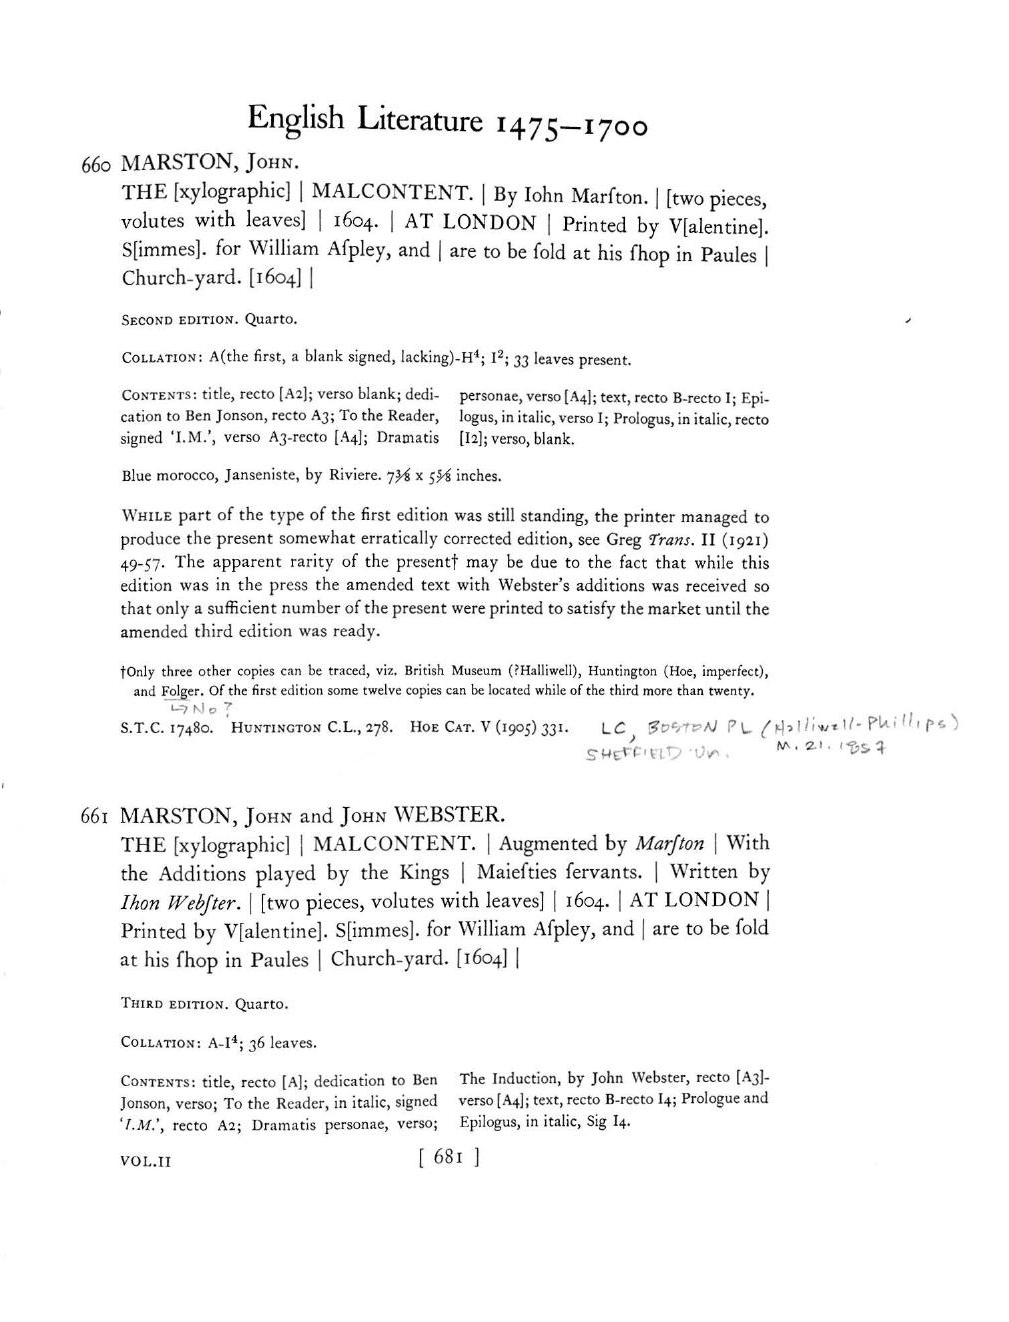 English Literature 1475—1700
660 MARSTON, JOHN.
THE [xylographic] | MALCONTENT. | By Iohn Marſton. | [two pieces,
volutes with leaves] | 1604. | AT LONDON | Printed by V[alentine].
S[immes]. for William Aſpley, and | are to be ſold at his ſhop in Paules |
Church-yard. [1604] |
SECOND EDITION. Quarto.
COLLATION: A(the first, a blank signed, lacking)-H⁴; I²; 33 leaves present.
CONTENTS: title, recto [A2]; verso blank; dedi-
cation to Ben Jonson, recto A3; To the Reader,
signed ‘I.M.’, verso A3-recto [A4]; Dramatis
personae, verso [A4]; text, recto B-recto I; Epi-
logus, in italic, verso I; Prologus, in italic, recto
[I2]; verso, blank.
Blue morocco, Janseniste, by Riviere. 7⅜ x 5⅝ inches.
WHILE part of the type of the first edition was still standing, the printer managed to
produce the present somewhat erratically corrected edition, see Greg Trans. II (1921)
49-57. The apparent rarity of the present† may be due to the fact that while this
edition was in the press the amended text with Webster’s additions was received so
that only a sufficient number of the present were printed to satisfy the market until the
amended third edition was ready.
†Only three other copies can be traced, viz. British Museum (?Halliwell), Huntington (Hoe, imperfect),
and Folger. Of the first edition some twelve copies can be located while of the third more than twenty.
↳ No?
S.T.C. 17480. HUNTINGTON C.L., 278. HOE CAT. V (1905) 331.
LC, BOSTON PL (Halliwell-Phillips)
SHEFFIELD Un. M. 21. 1857
661 MARSTON, JOHN and JOHN WEBSTER.
THE [xylographic] | MALCONTENT. | Augmented by Marſton | With
the Additions played by the Kings | Maieſties ſervants. | Written by
Ihon Webſter. | [two pieces, volutes with leaves] | 1604. | AT LONDON |
Printed by V[alentine]. S[immes]. for William Aſpley, and | are to be ſold
at his ſhop in Paules | Church-yard. [1604] |
THIRD EDITION. Quarto.
COLLATION: A-I⁴; 36 leaves.
CONTENTS: title, recto [A]; dedication to Ben
Jonson, verso; To the Reader, in italic, signed
‘I.M.’, recto A2; Dramatis personae, verso;
The Induction, by John Webster, recto [A3]-
verso [A4]; text, recto B-recto I4; Prologue and
Epilogus, in italic, Sig I4.
VOL.II [ 681 ]